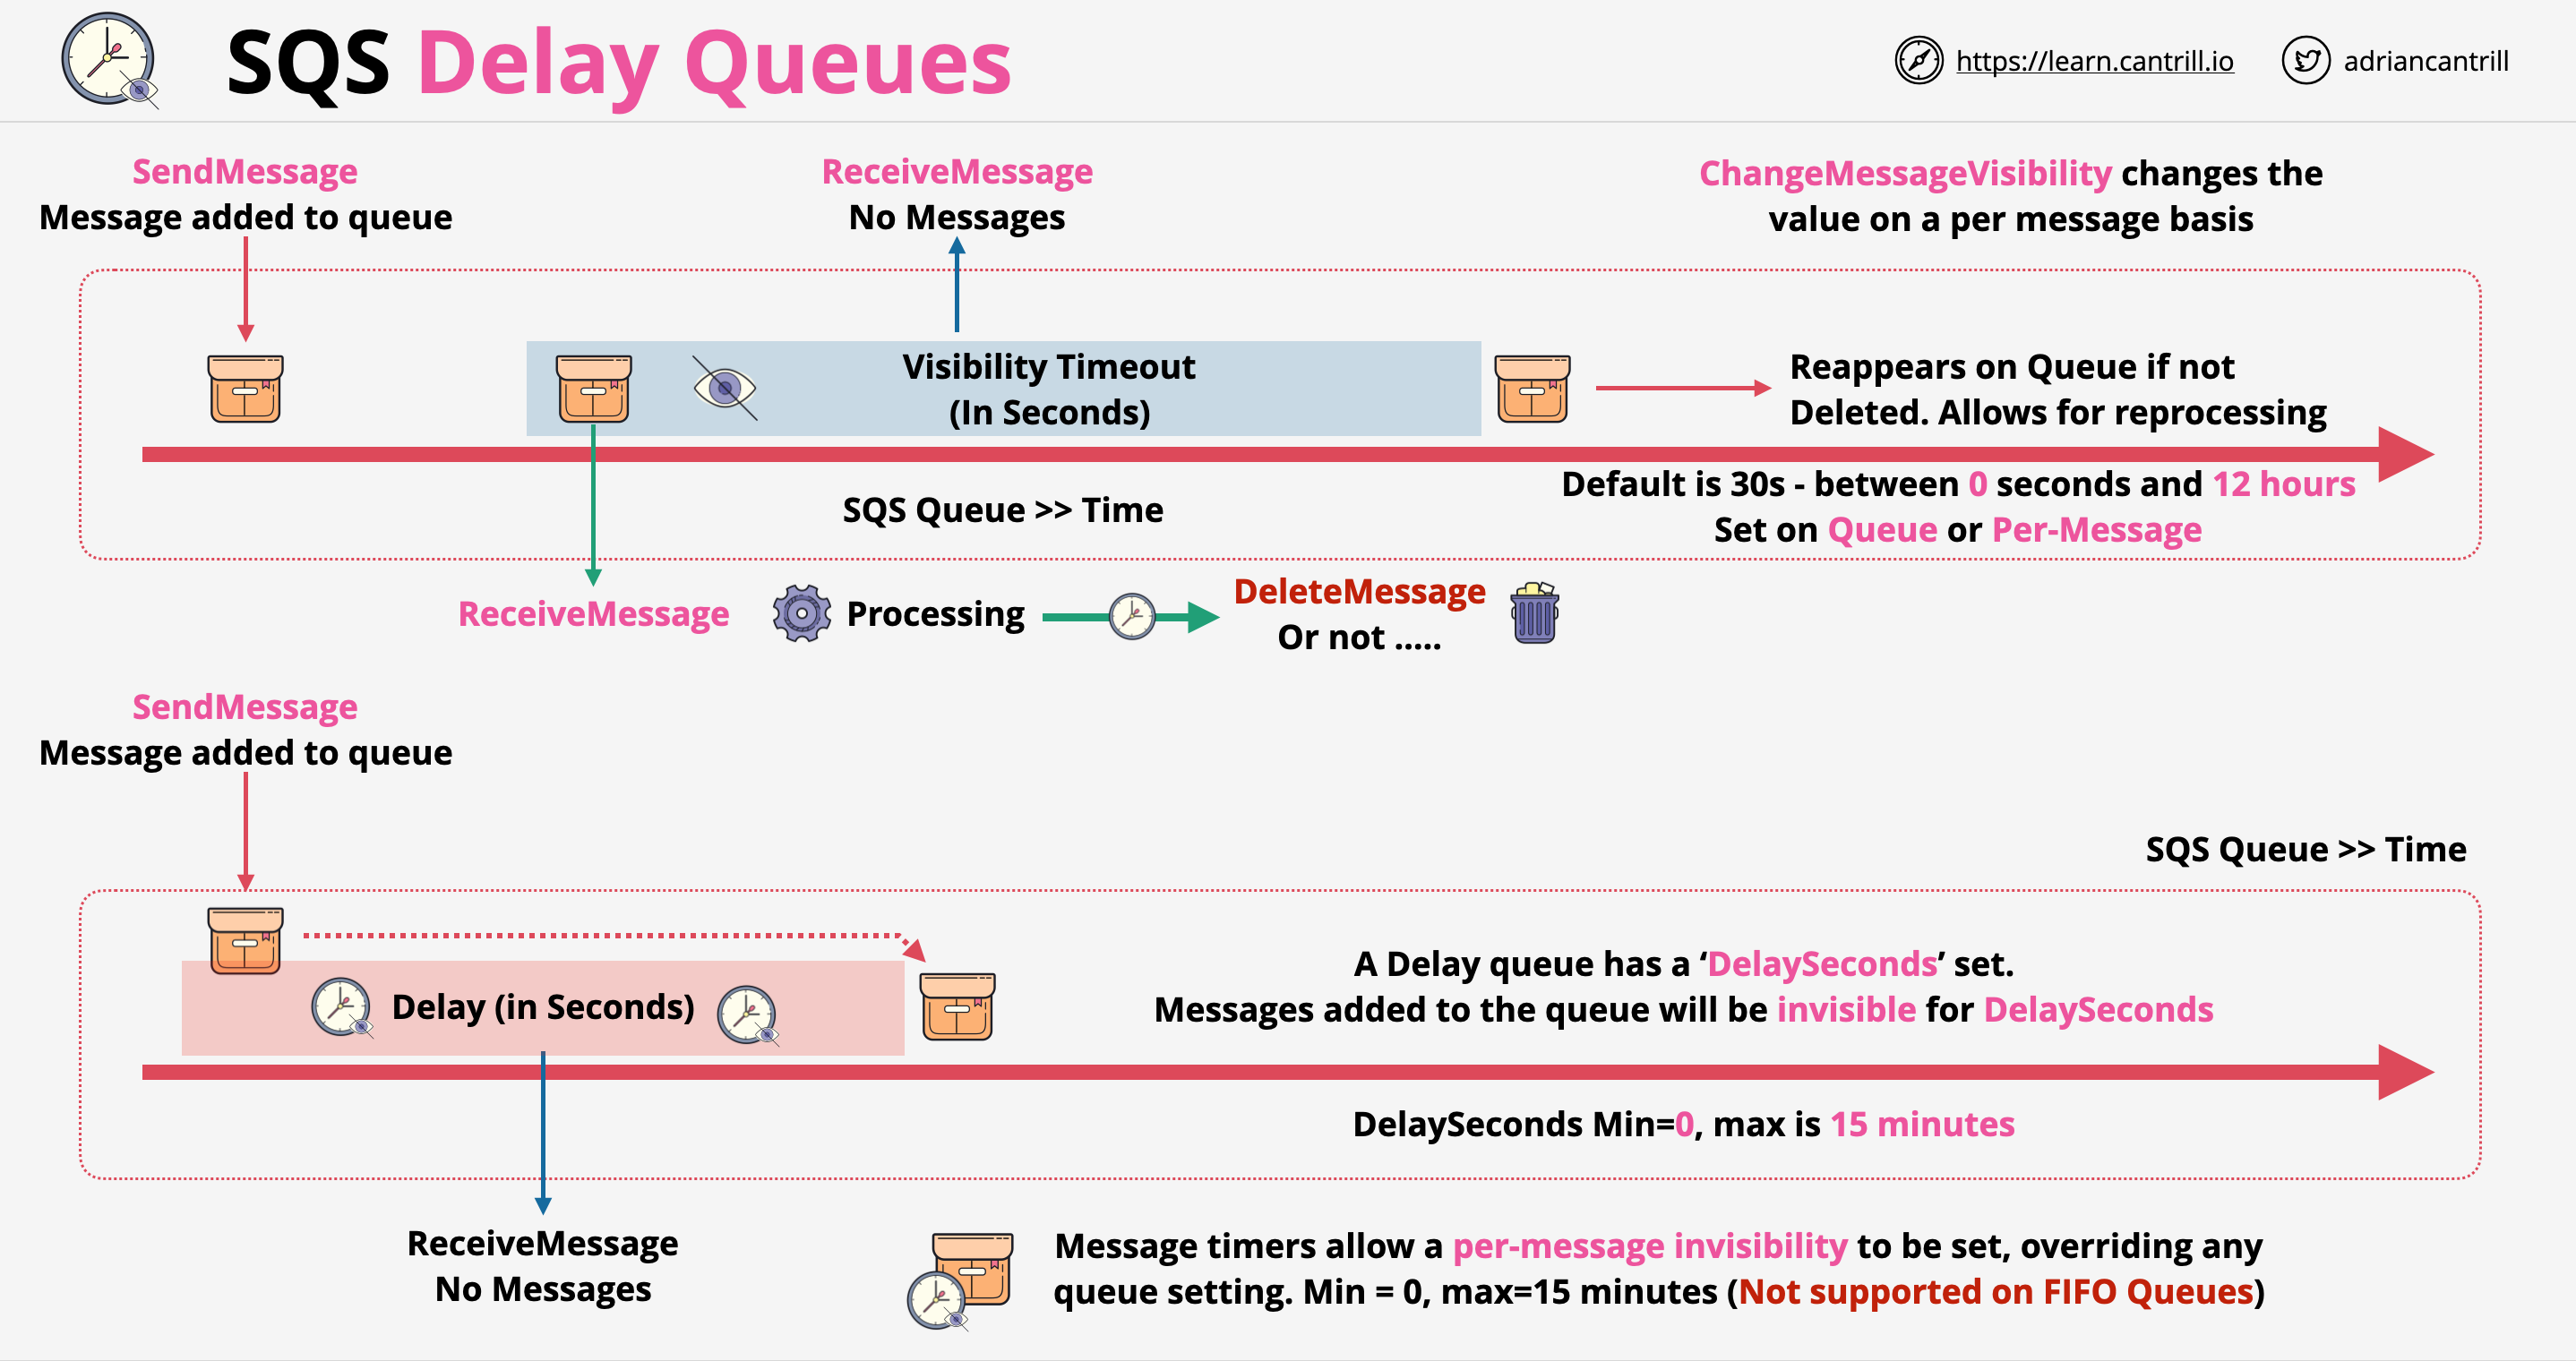 SQS Delay Queues
https://learn.cantrill.io
adriancantrill
SendMessage
Message added to queue
ReceiveMessage
No Messages
ChangeMessageVisibility changes the
value on a per message basis
Visibility Timeout
(In Seconds)
Reappears on Queue if not
Deleted. Allows for reprocessing
SQS Queue >> Time
Default is 30s - between 0 seconds and 12 hours
Set on Queue or Per-Message
ReceiveMessage
Processing
DeleteMessage
Or not .....
SendMessage
Message added to queue
SQS Queue >> Time
Delay (in Seconds)
A Delay queue has a ‘DelaySeconds’ set.
Messages added to the queue will be invisible for DelaySeconds
DelaySeconds Min=0, max is 15 minutes
ReceiveMessage
No Messages
Message timers allow a per-message invisibility to be set, overriding any
queue setting. Min = 0, max=15 minutes (Not supported on FIFO Queues)